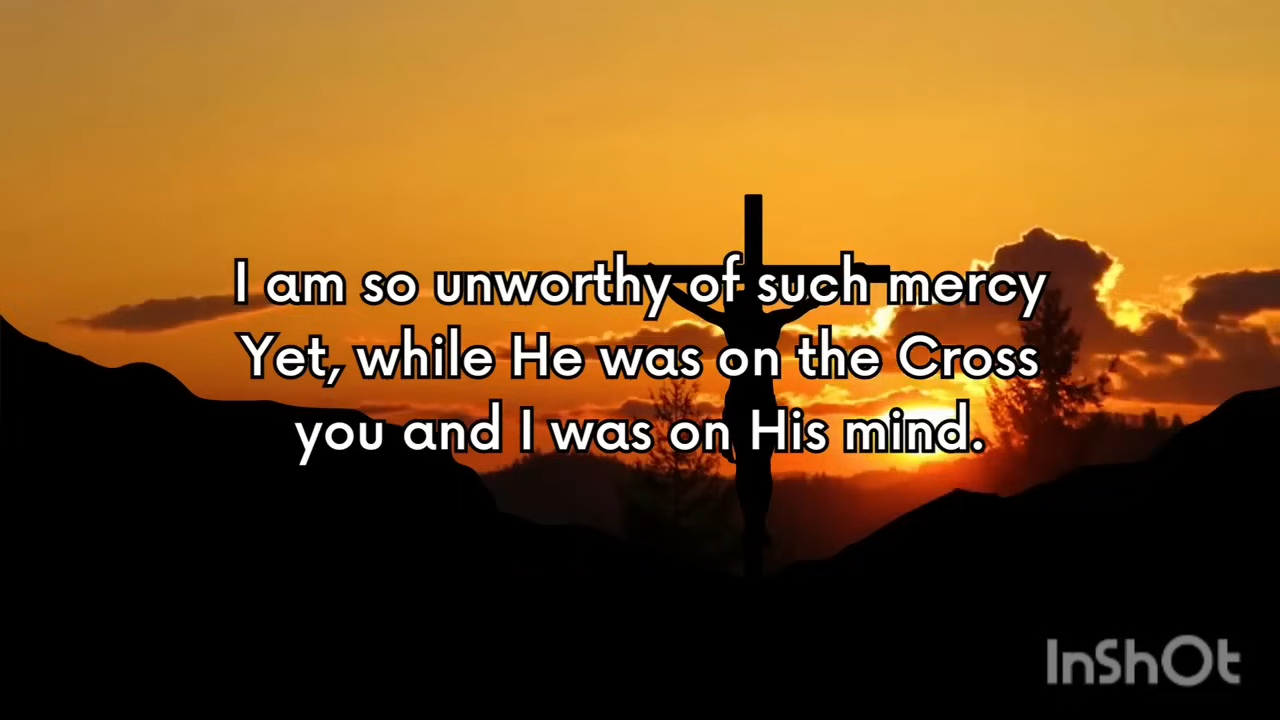 I am so unworthy of such mercy
Yet, while He was on the Cross
you and I was on His mind.
InShOt